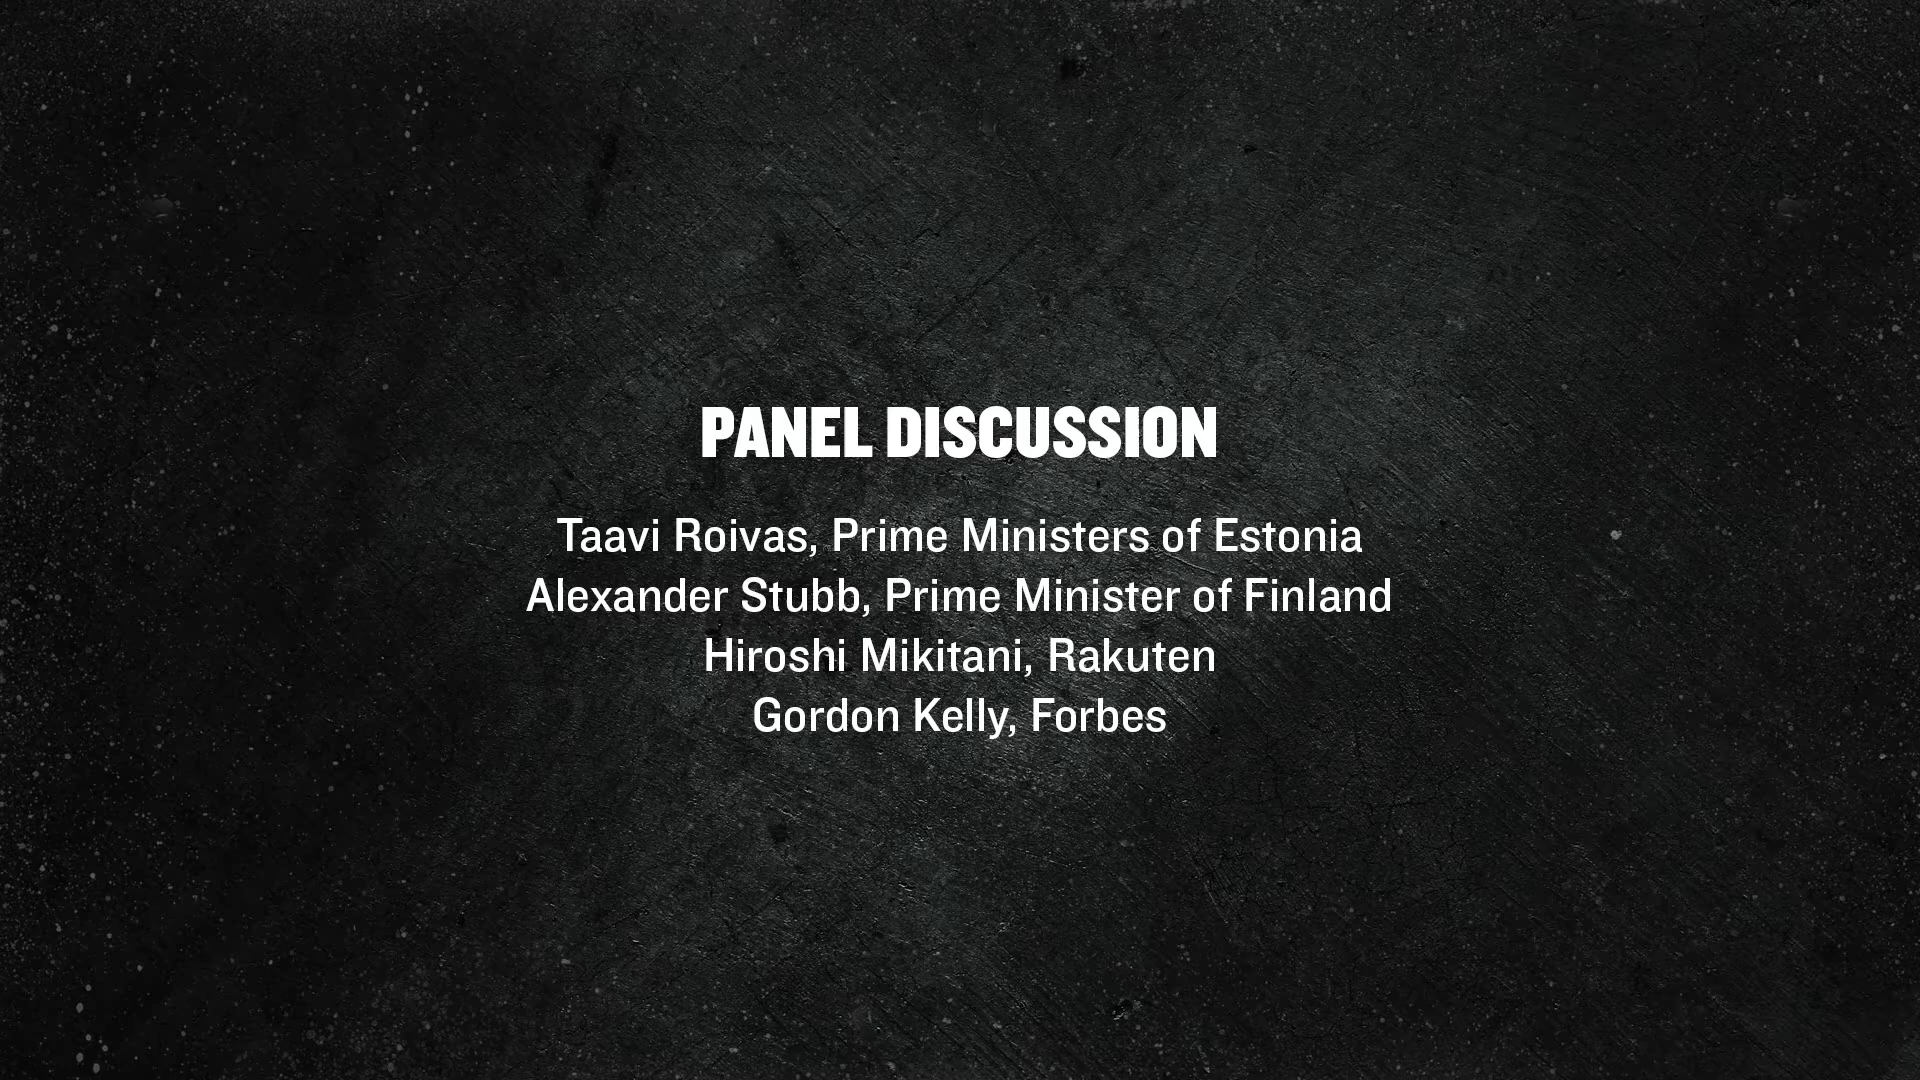 PANEL DISCUSSION
Taavi Roivas, Prime Ministers of Estonia
Alexander Stubb, Prime Minister of Finland
Hiroshi Mikitani, Rakuten
Gordon Kelly, Forbes